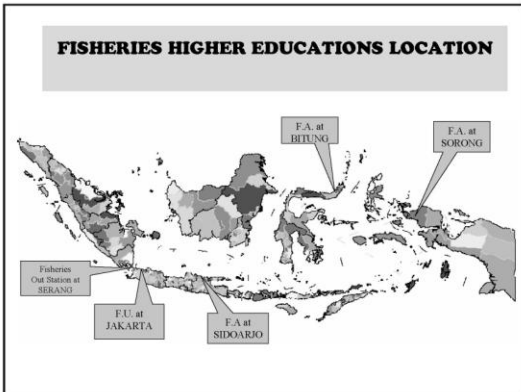 FISHERIES HIGHER EDUCATIONS LOCATION
F.A. at
BITUNG
F.A. at
SORONG
Fisheries
Out Station at
SERANG
F.U. at
JAKARTA
F.A at
SIDOARJO